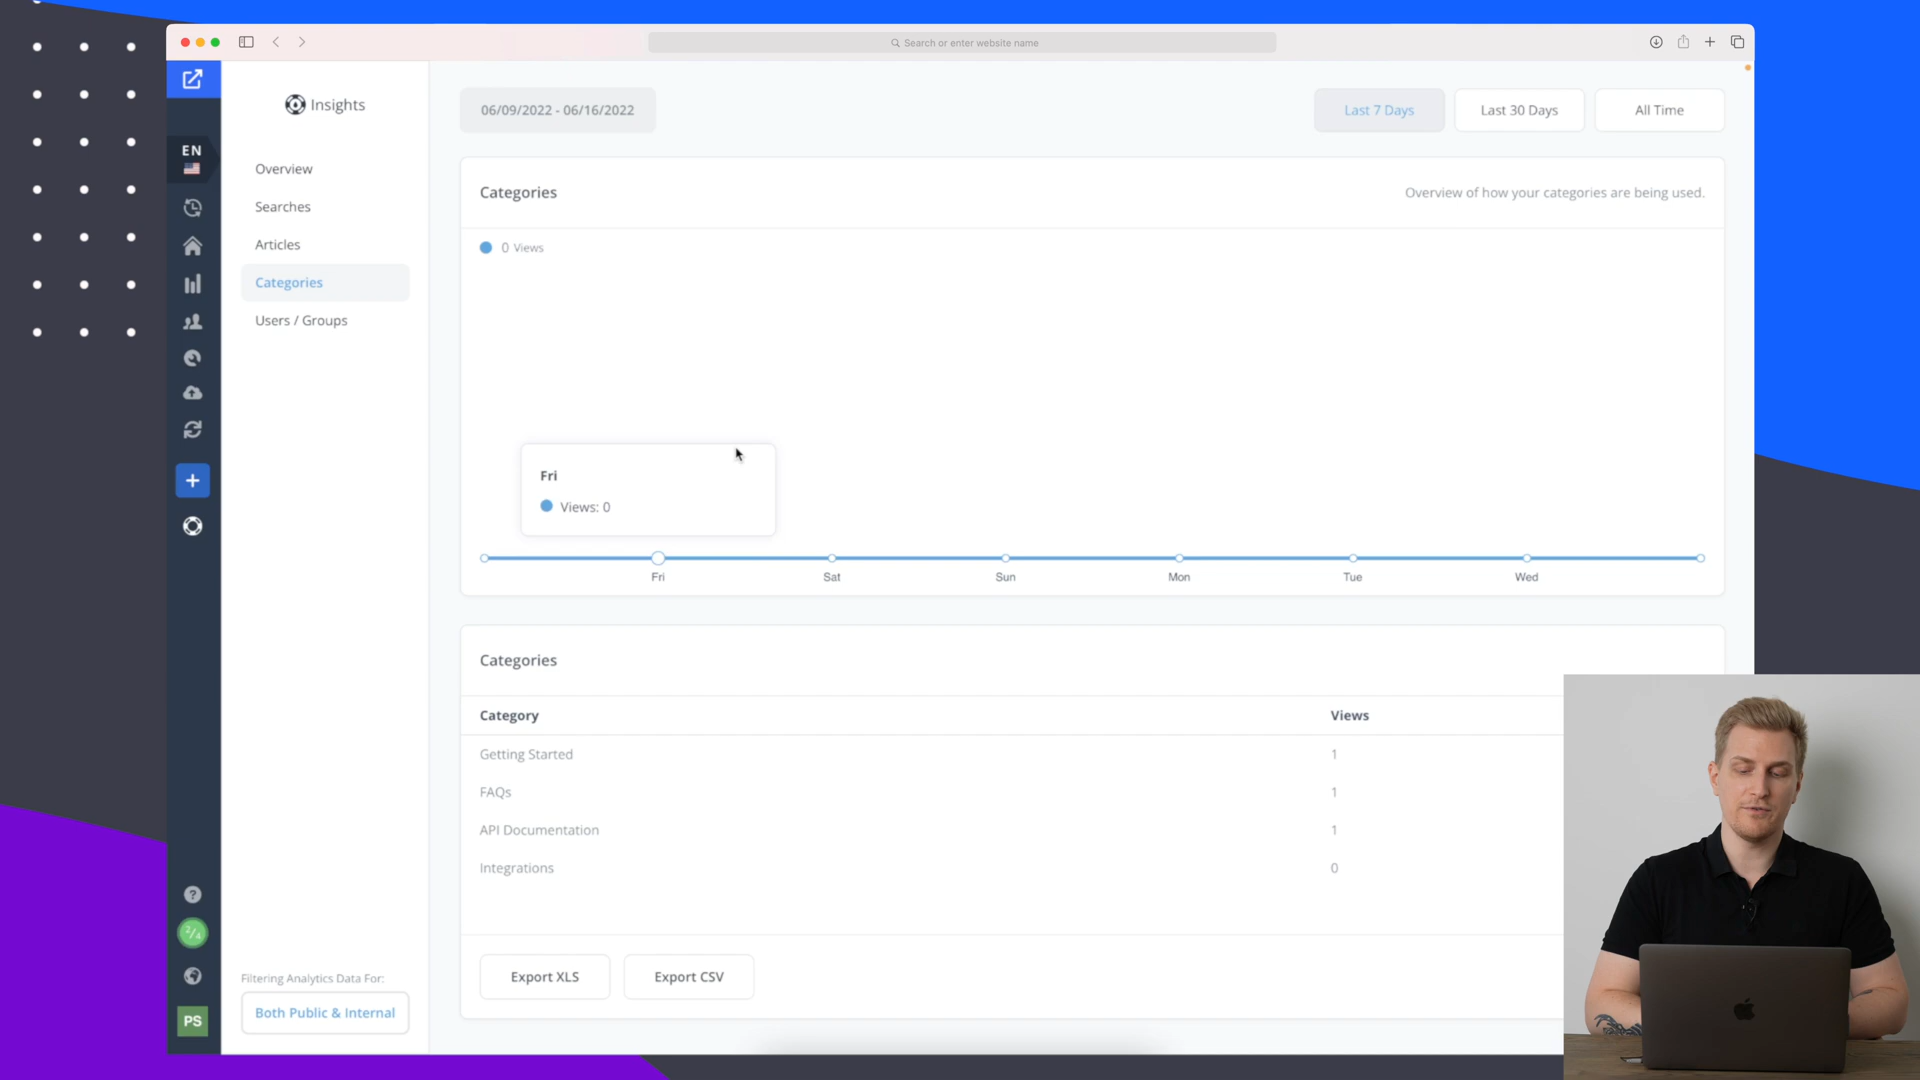 Search or enter website name
Insights
06/09/2022 - 06/16/2022
Last 7 Days
Last 30 Days
All Time
EN
Overview
Searches
Articles
Categories
Users / Groups
Categories
Overview of how your categories are being used.
0 Views
Fri
Views: 0
Fri
Sat
Sun
Mon
Tue
Wed
Categories
Category
Views
Getting Started
1
FAQs
1
API Documentation
1
Integrations
0
Export XLS
Export CSV
?
2/4
Filtering Analytics Data For:
Both Public & Internal
PS